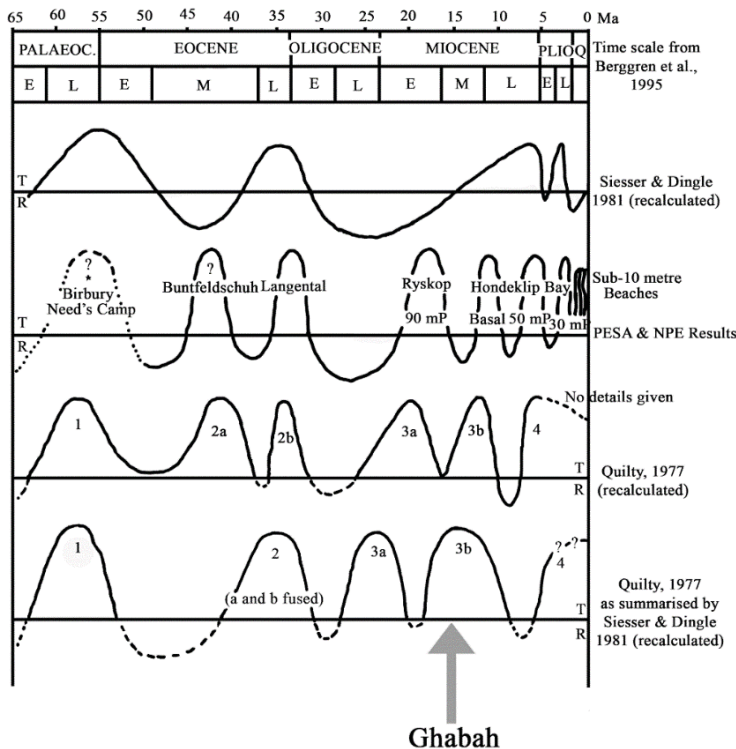 65 60 55 50 45 40 35 30 25 20 15 10 5 0 Ma
PALAEOC. EOCENE OLIGOCENE MIOCENE PLIO Q
Time scale from
Berggren et al.,
1995
E L E M L E L E M L E L
T
R
Siesser & Dingle
1981 (recalculated)
?
*
Birbury
Need's Camp
?
Buntfeldschuh
Langental
Ryskop
90 mP
Hondeklip Bay
Basal 50 mP 30 mP
Sub-10 metre
Beaches
T
R
PESA & NPE Results
No details given
1 2a 2b 3a 3b 4
T
R
Quilty, 1977
(recalculated)
1 2 3a 3b ? ?
4
(a and b fused)
T
R
Quilty, 1977
as summarised by
Siesser & Dingle
1981 (recalculated)
Ghabah